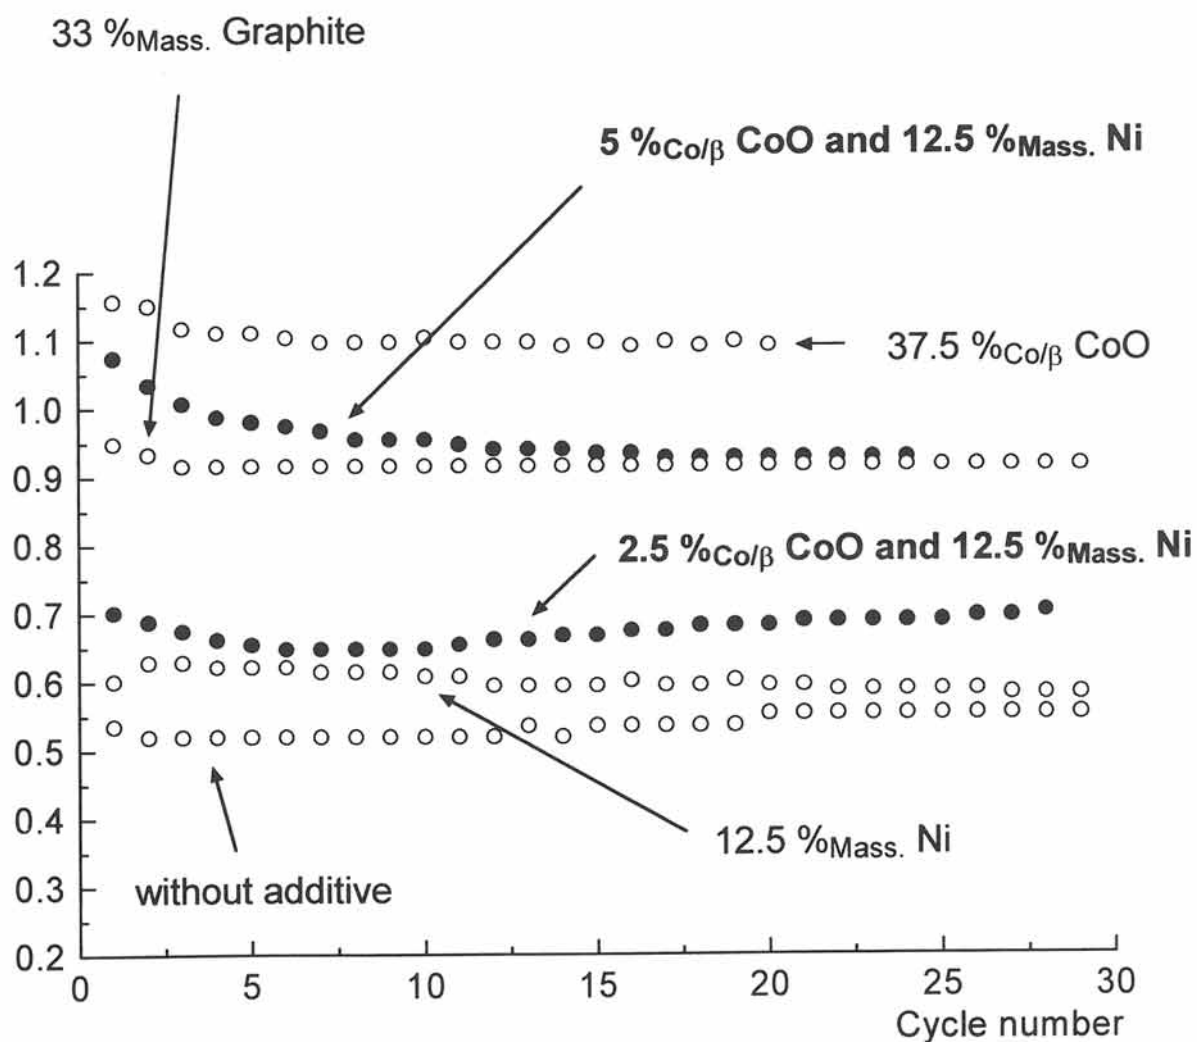 33 %Mass. Graphite
5 %Co/β CoO and 12.5 %Mass. Ni
1.2
1.1
37.5 %Co/β CoO
1.0
0.9
0.8
2.5 %Co/β CoO and 12.5 %Mass. Ni
0.7
0.6
0.5
0.4
12.5 %Mass. Ni
0.3
without additive
0.2
0 5 10 15 20 25 30
Cycle number